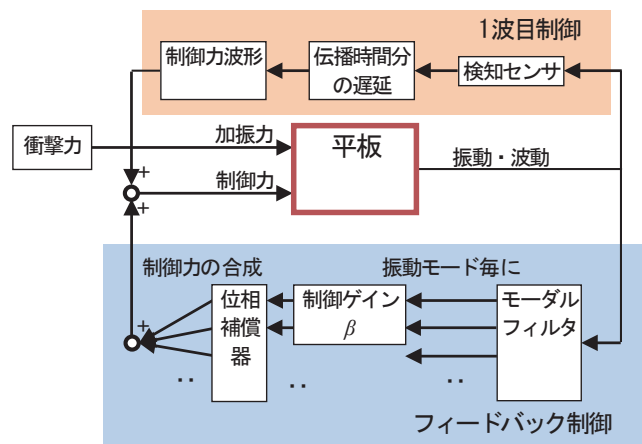 1波目制御
制御力波形
伝播時間分
の遅延
検知センサ
衝撃力
加振力
平板
振動・波動
+
制御力
+
制御力の合成
振動モード毎に
+
位相
補償
器
制御ゲイン
β
モーダル
フィルタ
‥
‥
‥
フィードバック制御